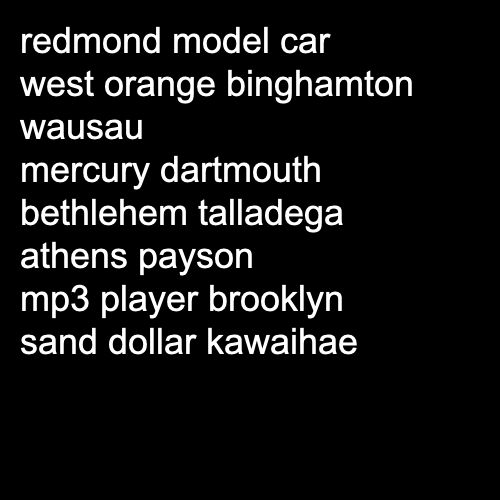 redmond model car
west orange binghamton
wausau
mercury dartmouth
bethlehem talladega
athens payson
mp3 player brooklyn
sand dollar kawaihae